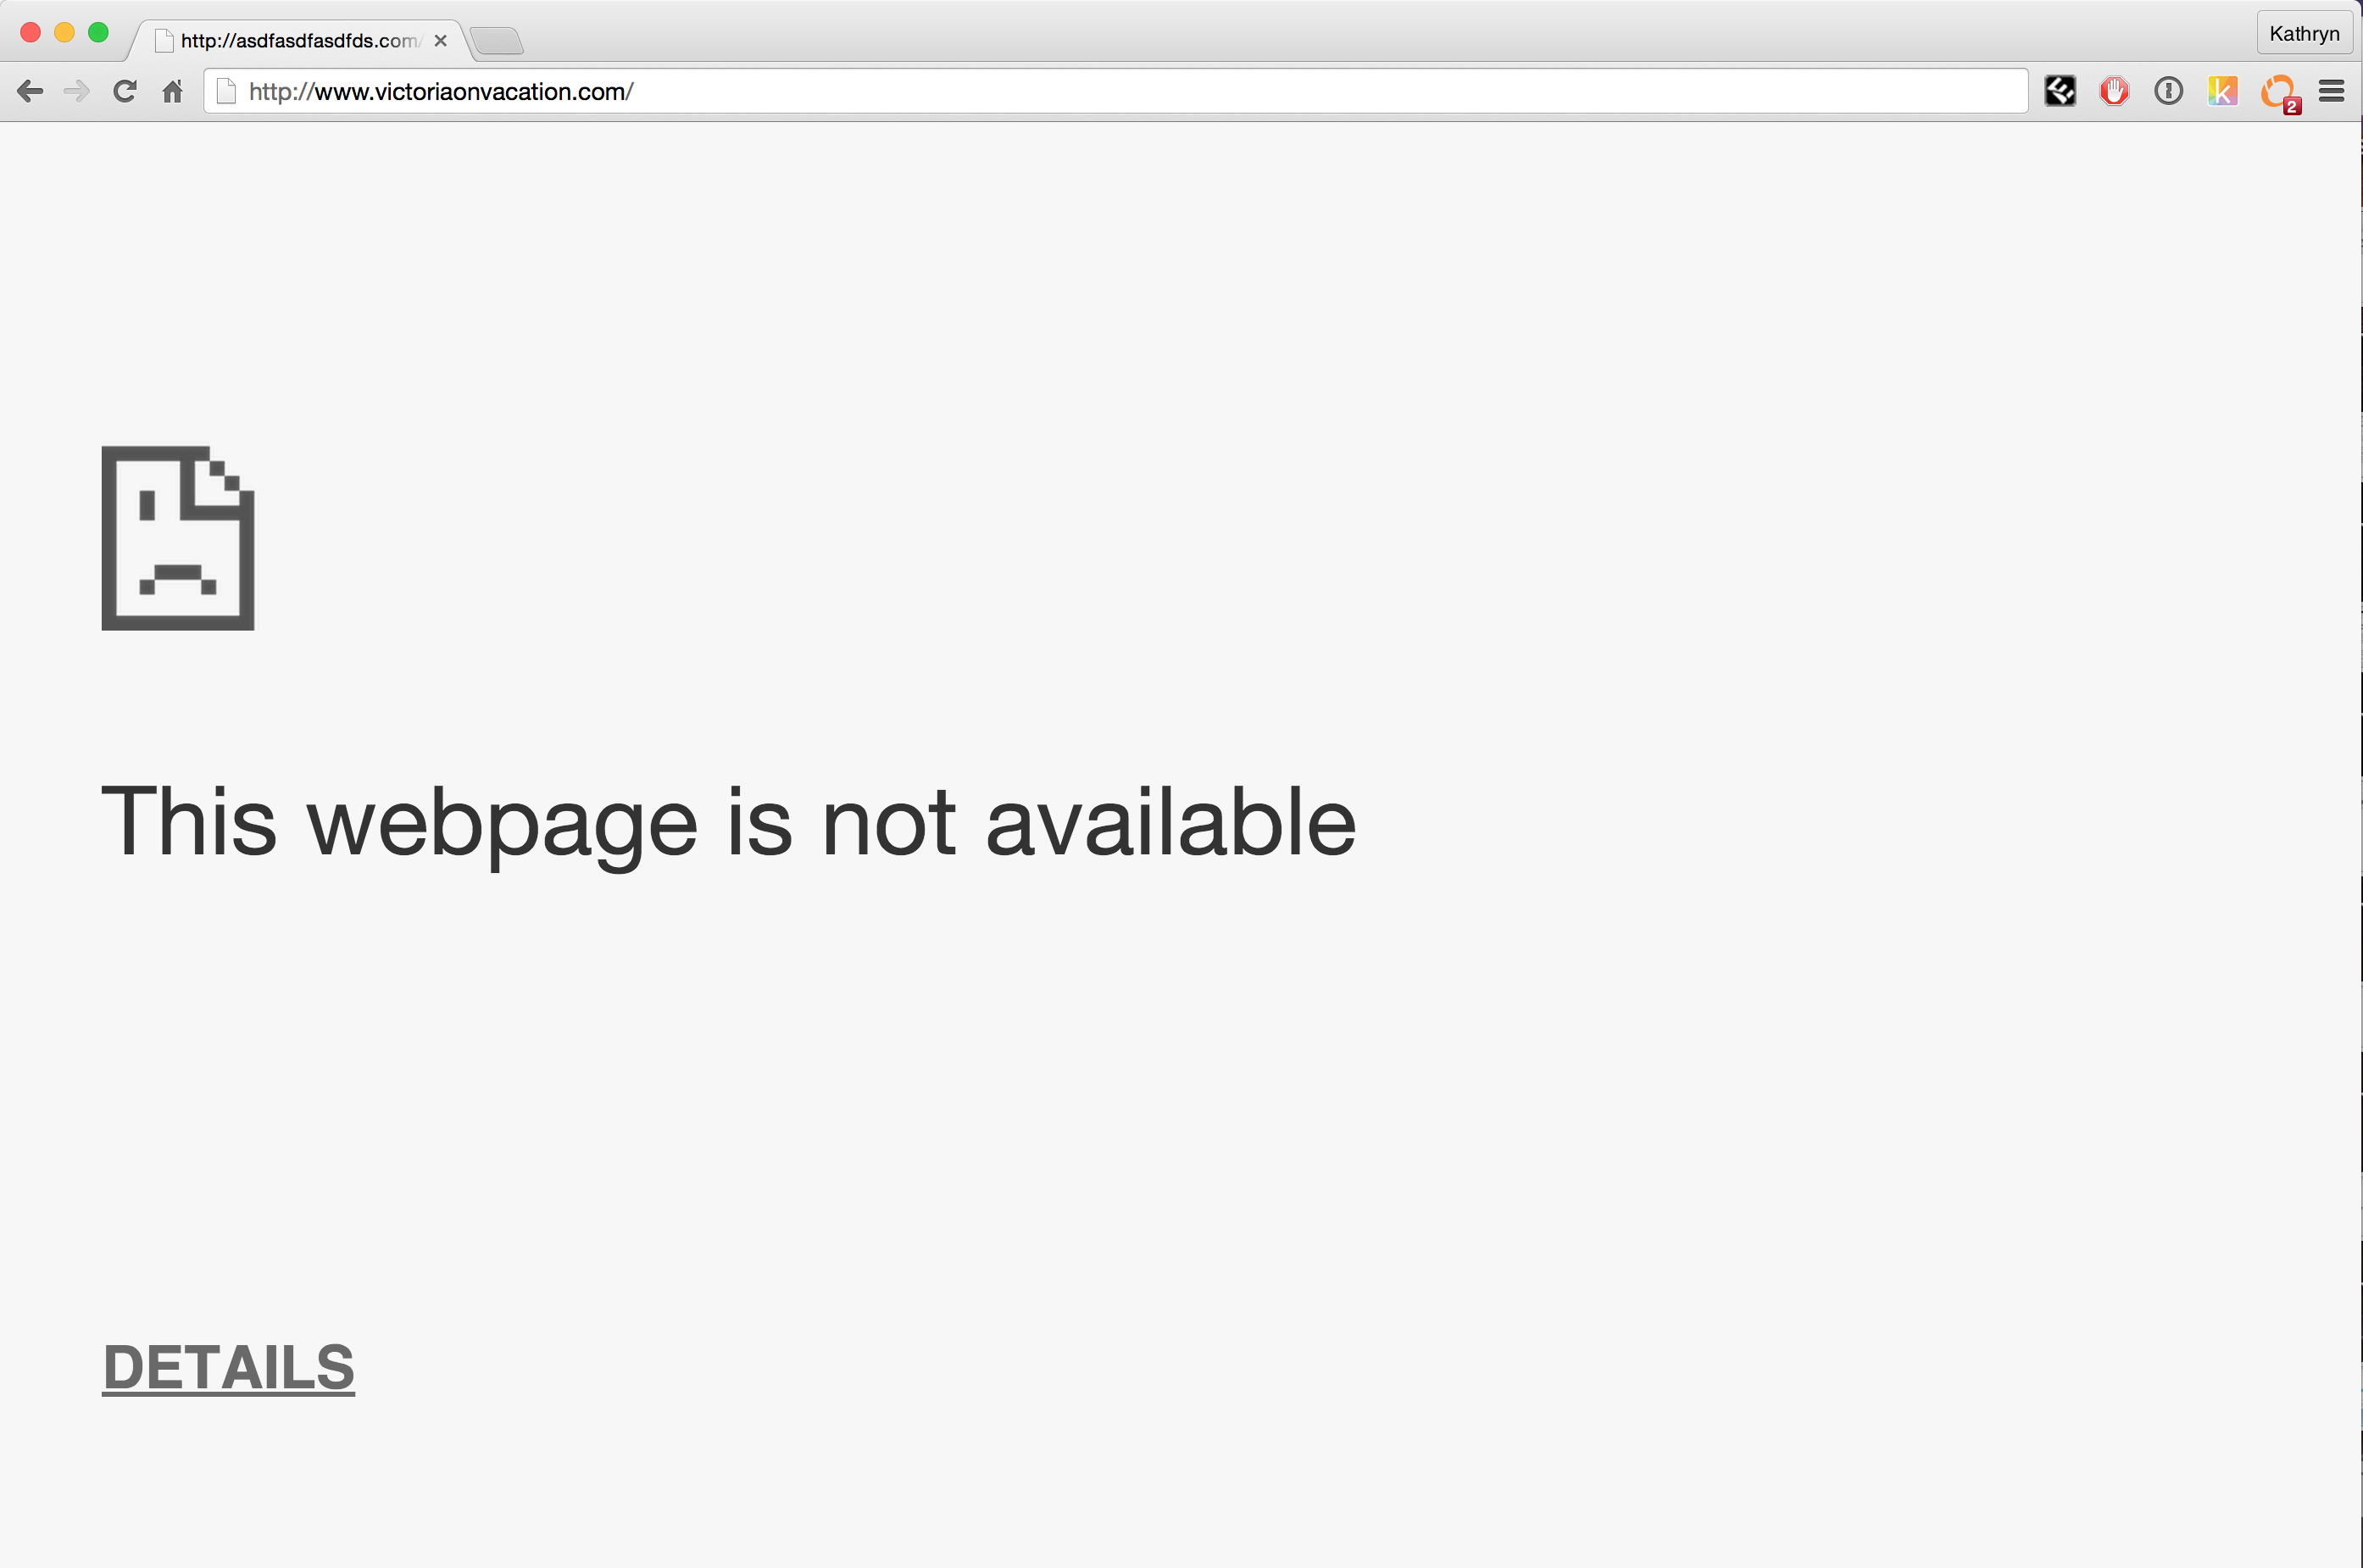 http://asdfasdfasdfds.com/
Kathryn
http://www.victoriaonvacation.com/
k
2
This webpage is not available
DETAILS